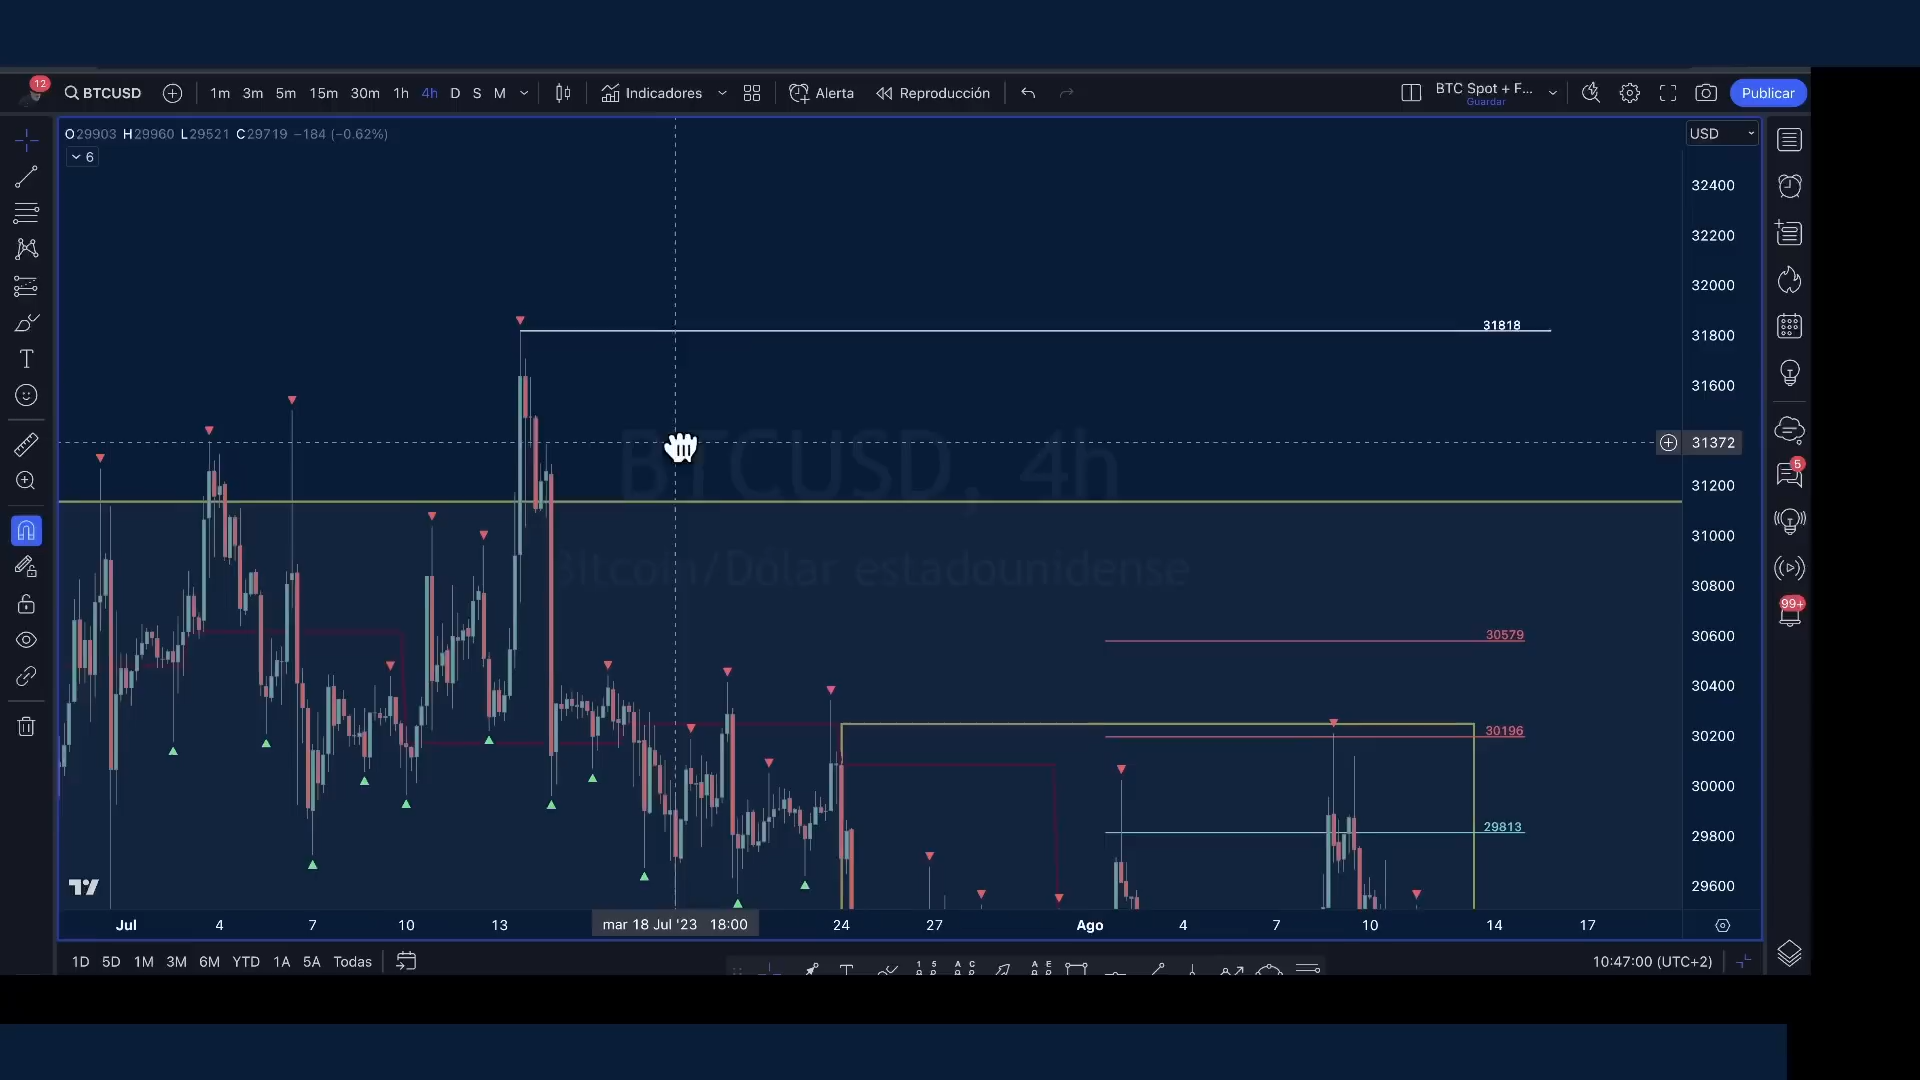 12
BTCUSD
1m 3m 5m 15m 30m 1h 4h D S M
Indicadores
Alerta
Reproducción
BTC Spot + F...
Guardar
Publicar
O29903 H29960 L29521 C29719 −184 (−0.62%)
6
USD
32400
32200
32000
31818
31800
31600
31372
BTCUSD, 4h
31200
31000
Bitcoin/Dólar estadounidense
30800
30579
30600
30400
30196
30200
30000
29813
29800
29600
5
99+
Jul 4 7 10 13 mar 18 Jul '23 18:00 24 27 Ago 4 7 10 14 17
1D 5D 1M 3M 6M YTD 1A 5A Todas
10:47:00 (UTC+2)